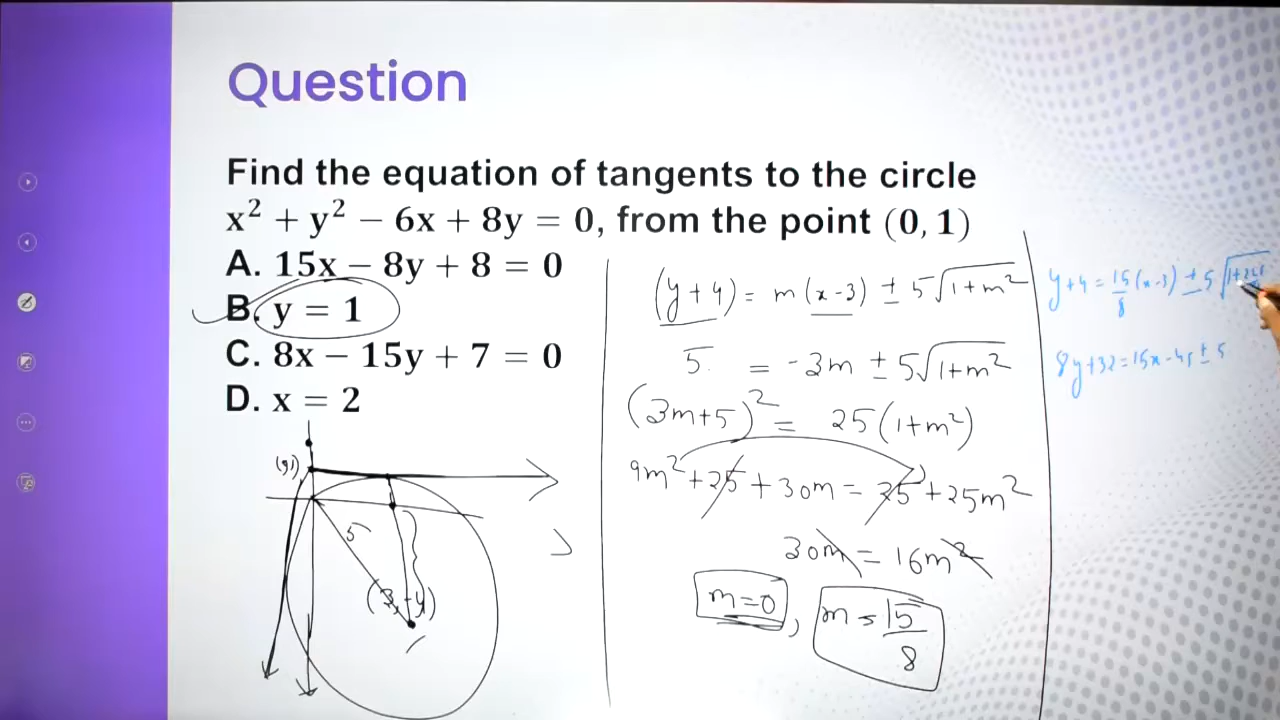 Question
Find the equation of tangents to the circle
x² + y² − 6x + 8y = 0, from the point (0, 1)
A. 15x − 8y + 8 = 0
B. y = 1
C. 8x − 15y + 7 = 0
D. x = 2
5
(3, -4)
(y+4) = m(x-3) ± 5√1+m²
5 = -3m ± 5√1+m²
(3m+5)² = 25(1+m²)
9m²+25+30m = 25+25m²
30m = 16m²
m=0, m = 15/8
y+4 = 15/8 (x-3) ± 5
8y+32 = 15x-45 ± 5